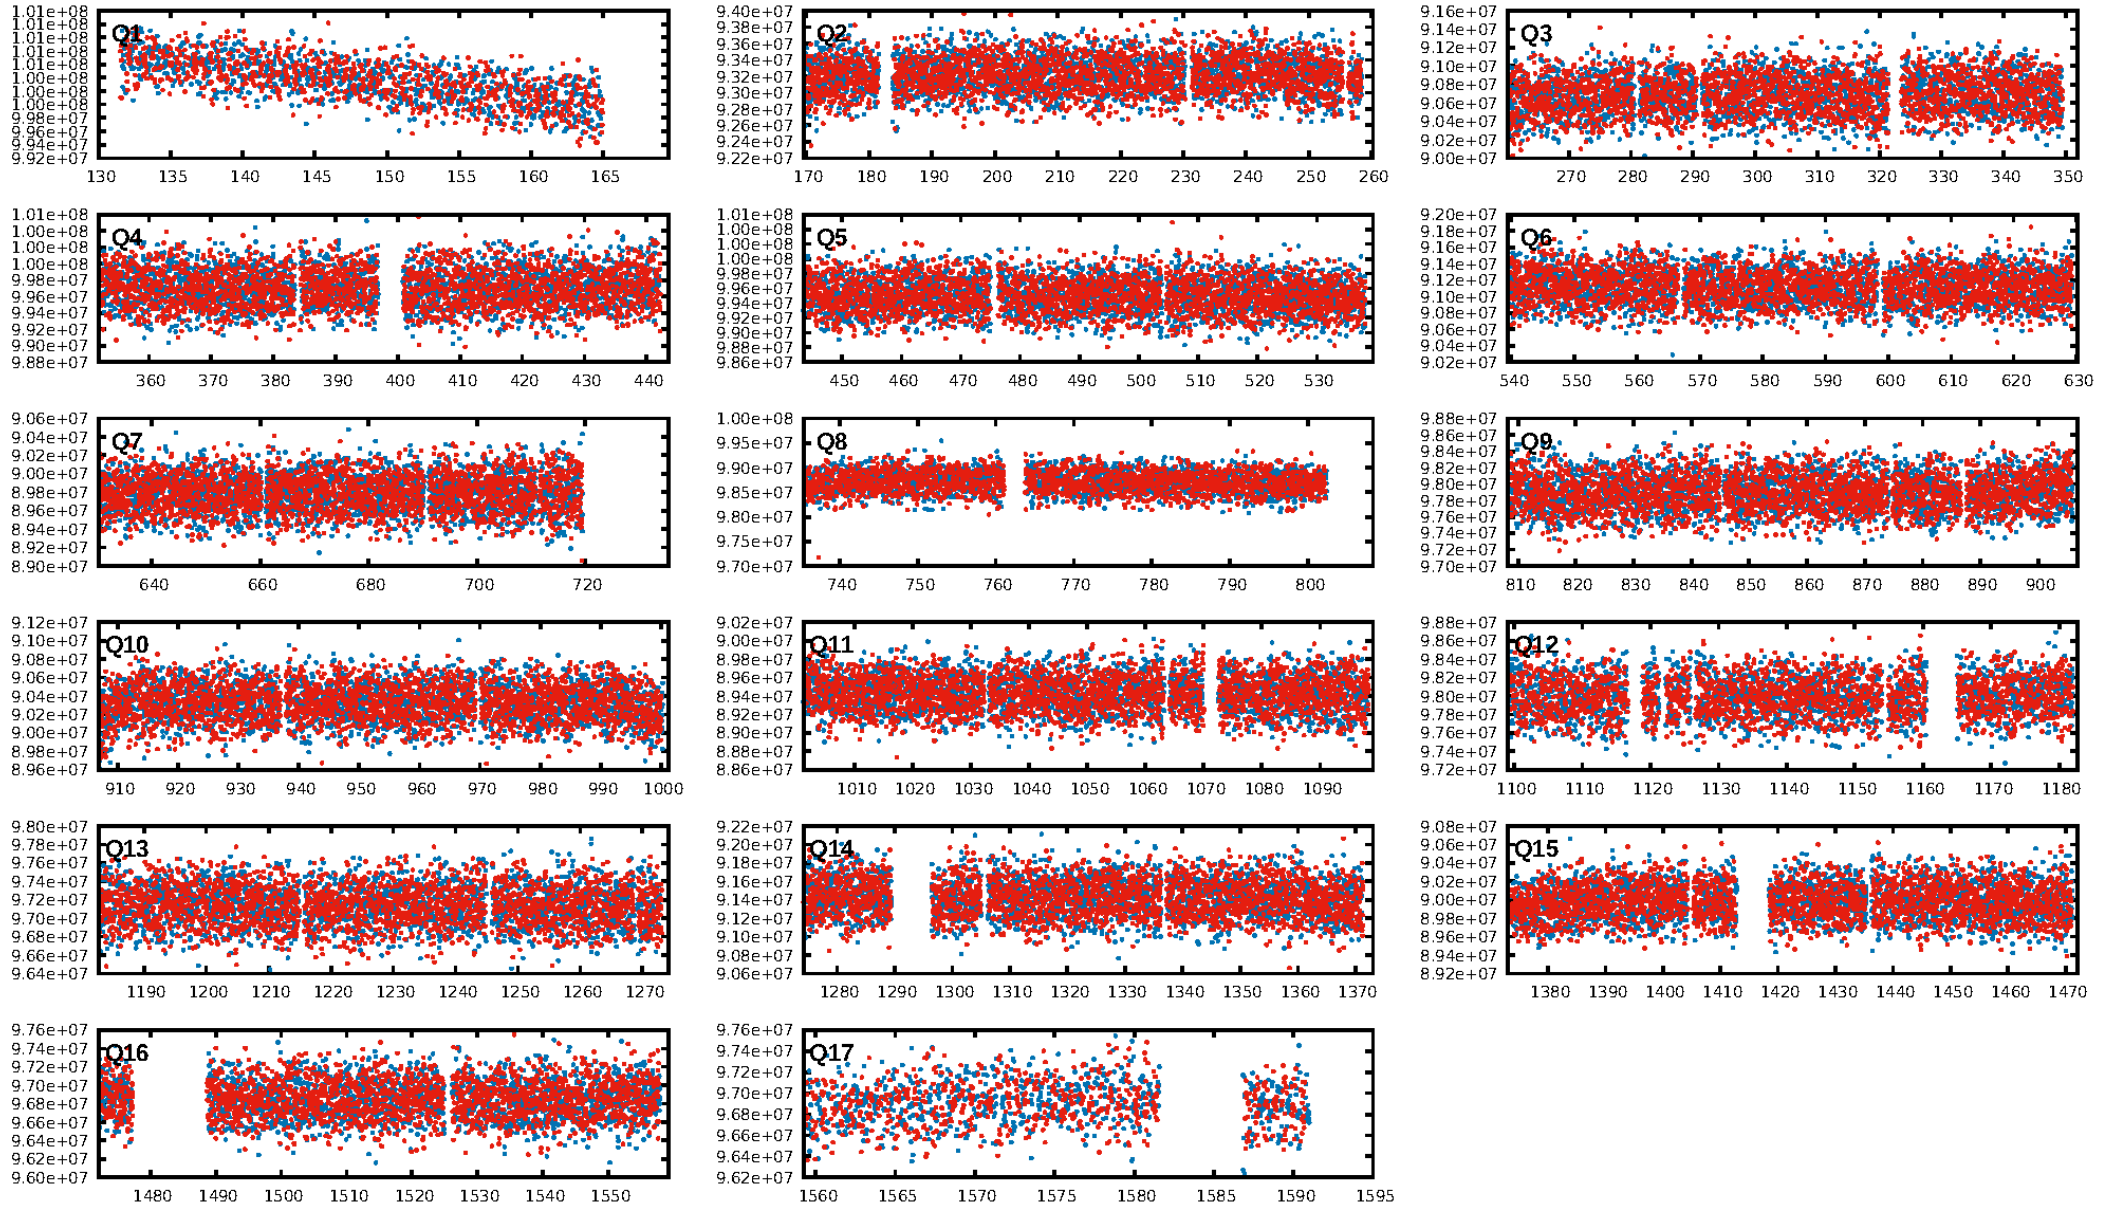 1.01e+08
1.01e+08
1.01e+08
1.01e+08
1.01e+08
1.00e+08
1.00e+08
1.00e+08
9.98e+07
9.96e+07
9.94e+07
9.92e+07
Q1
130 135 140 145 150 155 160 165
9.40e+07
9.38e+07
9.36e+07
9.34e+07
9.32e+07
9.30e+07
9.28e+07
9.26e+07
9.24e+07
9.22e+07
Q2
170 180 190 200 210 220 230 240 250 260
9.16e+07
9.14e+07
9.12e+07
9.10e+07
9.08e+07
9.06e+07
9.04e+07
9.02e+07
9.00e+07
Q3
270 280 290 300 310 320 330 340 350
1.01e+08
1.00e+08
1.00e+08
1.00e+08
9.98e+07
9.96e+07
9.94e+07
9.92e+07
9.90e+07
9.88e+07
Q4
360 370 380 390 400 410 420 430 440
1.01e+08
1.00e+08
1.00e+08
1.00e+08
9.98e+07
9.96e+07
9.94e+07
9.92e+07
9.90e+07
9.88e+07
9.86e+07
Q5
450 460 470 480 490 500 510 520 530
9.20e+07
9.18e+07
9.16e+07
9.14e+07
9.12e+07
9.10e+07
9.08e+07
9.06e+07
9.04e+07
9.02e+07
Q6
540 550 560 570 580 590 600 610 620 630
9.06e+07
9.04e+07
9.02e+07
9.00e+07
8.98e+07
8.96e+07
8.94e+07
8.92e+07
8.90e+07
Q7
640 660 680 700 720
1.00e+08
9.95e+07
9.90e+07
9.85e+07
9.80e+07
9.75e+07
9.70e+07
Q8
740 750 760 770 780 790 800
9.88e+07
9.86e+07
9.84e+07
9.82e+07
9.80e+07
9.78e+07
9.76e+07
9.74e+07
9.72e+07
9.70e+07
Q9
810 820 830 840 850 860 870 880 890 900
9.12e+07
9.10e+07
9.08e+07
9.06e+07
9.04e+07
9.02e+07
9.00e+07
8.98e+07
8.96e+07
Q10
910 920 930 940 950 960 970 980 990 1000
9.02e+07
9.00e+07
8.98e+07
8.96e+07
8.94e+07
8.92e+07
8.90e+07
8.88e+07
8.86e+07
Q11
1010 1020 1030 1040 1050 1060 1070 1080 1090
9.88e+07
9.86e+07
9.84e+07
9.82e+07
9.80e+07
9.78e+07
9.76e+07
9.74e+07
9.72e+07
Q12
1100 1110 1120 1130 1140 1150 1160 1170 1180
9.80e+07
9.78e+07
9.76e+07
9.74e+07
9.72e+07
9.70e+07
9.68e+07
9.66e+07
9.64e+07
Q13
1190 1200 1210 1220 1230 1240 1250 1260 1270
9.22e+07
9.20e+07
9.18e+07
9.16e+07
9.14e+07
9.12e+07
9.10e+07
9.08e+07
9.06e+07
Q14
1280 1290 1300 1310 1320 1330 1340 1350 1360 1370
9.08e+07
9.06e+07
9.04e+07
9.02e+07
9.00e+07
8.98e+07
8.96e+07
8.94e+07
8.92e+07
Q15
1380 1390 1400 1410 1420 1430 1440 1450 1460 1470
9.76e+07
9.74e+07
9.72e+07
9.70e+07
9.68e+07
9.66e+07
9.64e+07
9.62e+07
9.60e+07
Q16
1480 1490 1500 1510 1520 1530 1540 1550
9.76e+07
9.74e+07
9.72e+07
9.70e+07
9.68e+07
9.66e+07
9.64e+07
9.62e+07
Q17
1560 1565 1570 1575 1580 1585 1590 1595